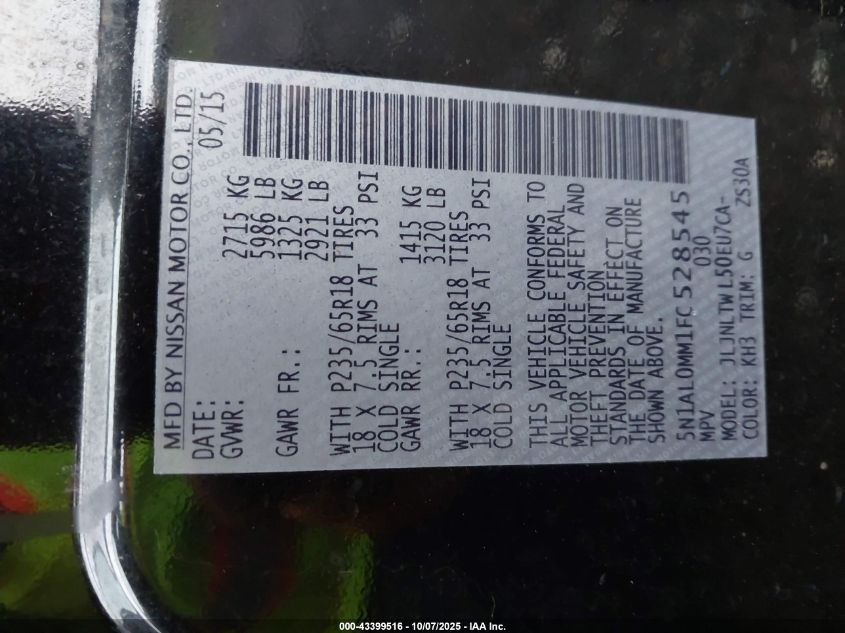 MFD BY NISSAN MOTOR CO., LTD.
DATE: 05/15
GVWR: 2715 KG
5986 LB
GAWR FR.: 1325 KG
2921 LB
WITH P235/65R18 TIRES
18 X 7.5 RIMS AT 33 PSI
COLD SINGLE
GAWR RR.: 1415 KG
3120 LB
WITH P235/65R18 TIRES
18 X 7.5 RIMS AT 33 PSI
COLD SINGLE
THIS VEHICLE CONFORMS TO
ALL APPLICABLE FEDERAL
MOTOR VEHICLE SAFETY AND
THEFT PREVENTION
STANDARDS IN EFFECT ON
THE DATE OF MANUFACTURE
SHOWN ABOVE.
5N1AL0MM1FC528545
MPV 030
MODEL: JLJNLTWL50EU7CA-
COLOR: KH3 TRIM: G ZS30A
000-43399516 - 10/07/2025 - IAA Inc.